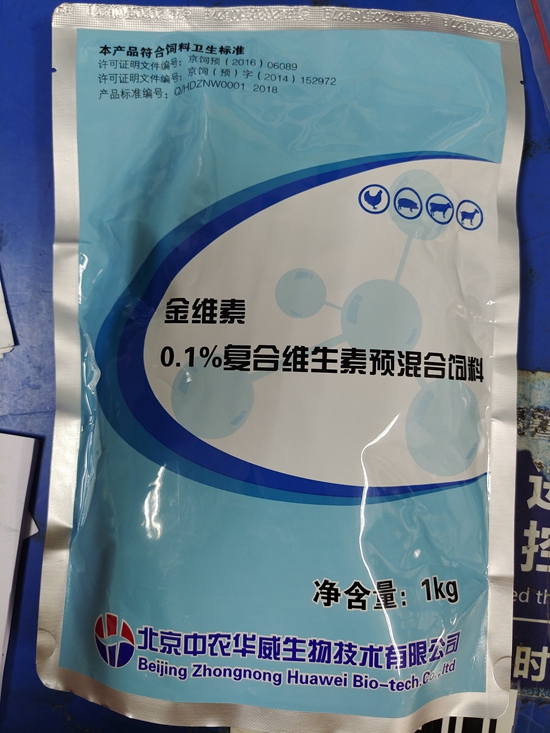 本产品符合饲料卫生标准
许可证明文件编号：京饲预（2016）06089
许可证明文件编号：京饲（预）字（2014）152972
产品标准编号：Q/HDZNW0001 2018
金维素
0.1%复合维生素预混合饲料
净含量：1kg
北京中农华威生物技术有限公司
Beijing Zhongnong Huawei Bio-tech.Co.,ltd
控
ed th
时